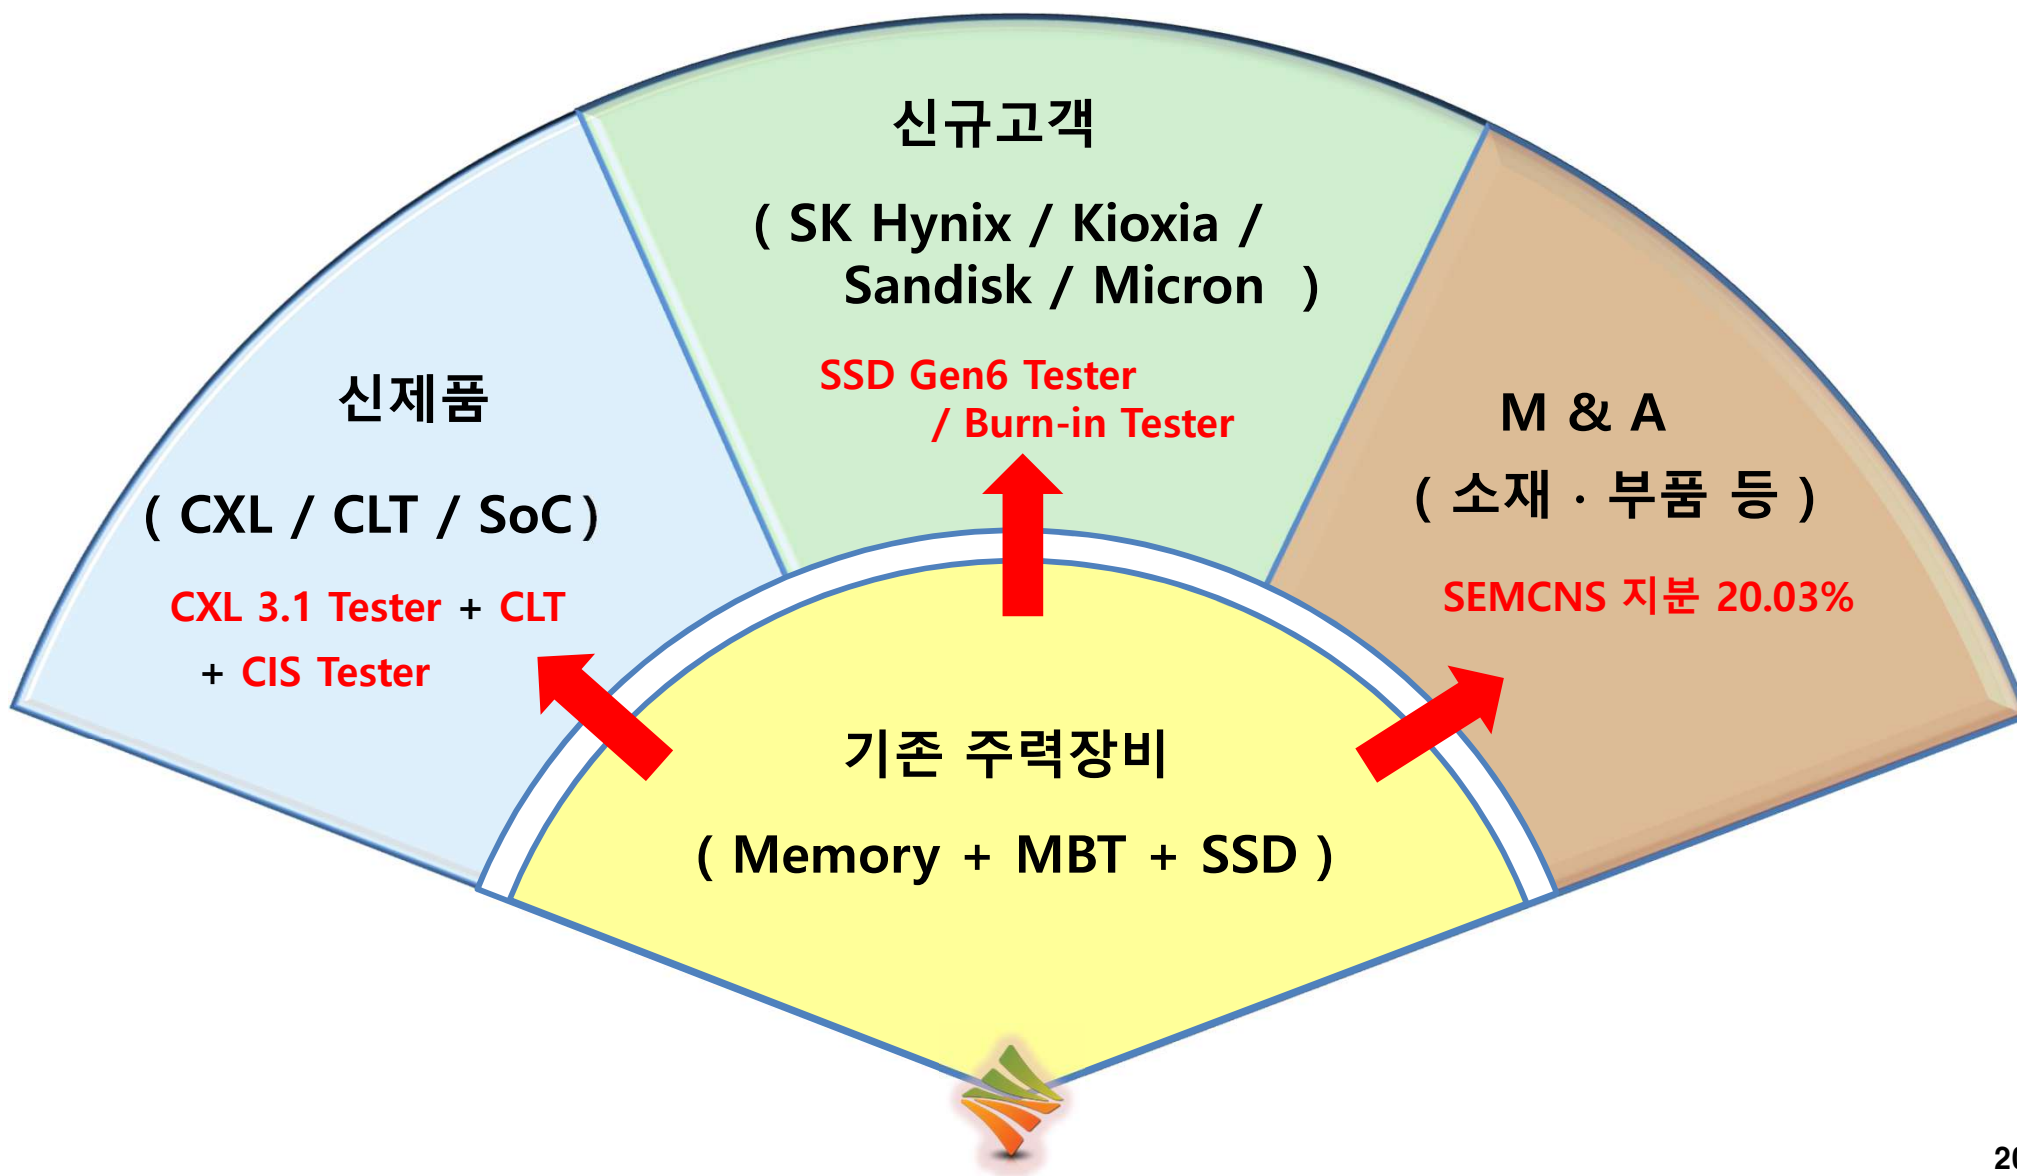 신규고객
( SK Hynix / Kioxia /
Sandisk / Micron )
SSD Gen6 Tester
/ Burn-in Tester
신제품
( CXL / CLT / SoC )
CXL 3.1 Tester + CLT
+ CIS Tester
M & A
( 소재 · 부품 등 )
SEMCNS 지분 20.03%
기존 주력장비
( Memory + MBT + SSD )